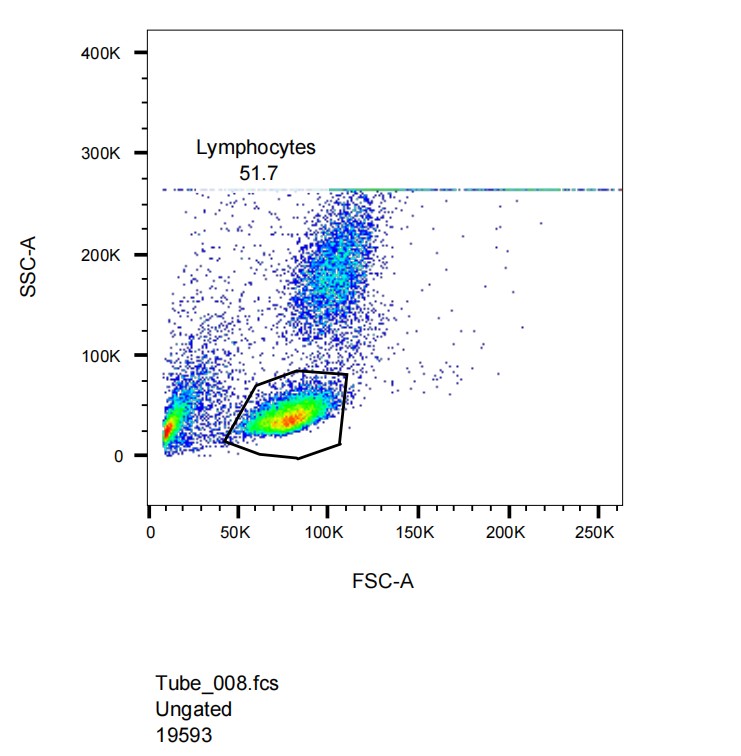 400K
300K
Lymphocytes
51.7
200K
100K
0
SSC-A
0
50K
100K
150K
200K
250K
FSC-A
Tube_008.fcs
Ungated
19593